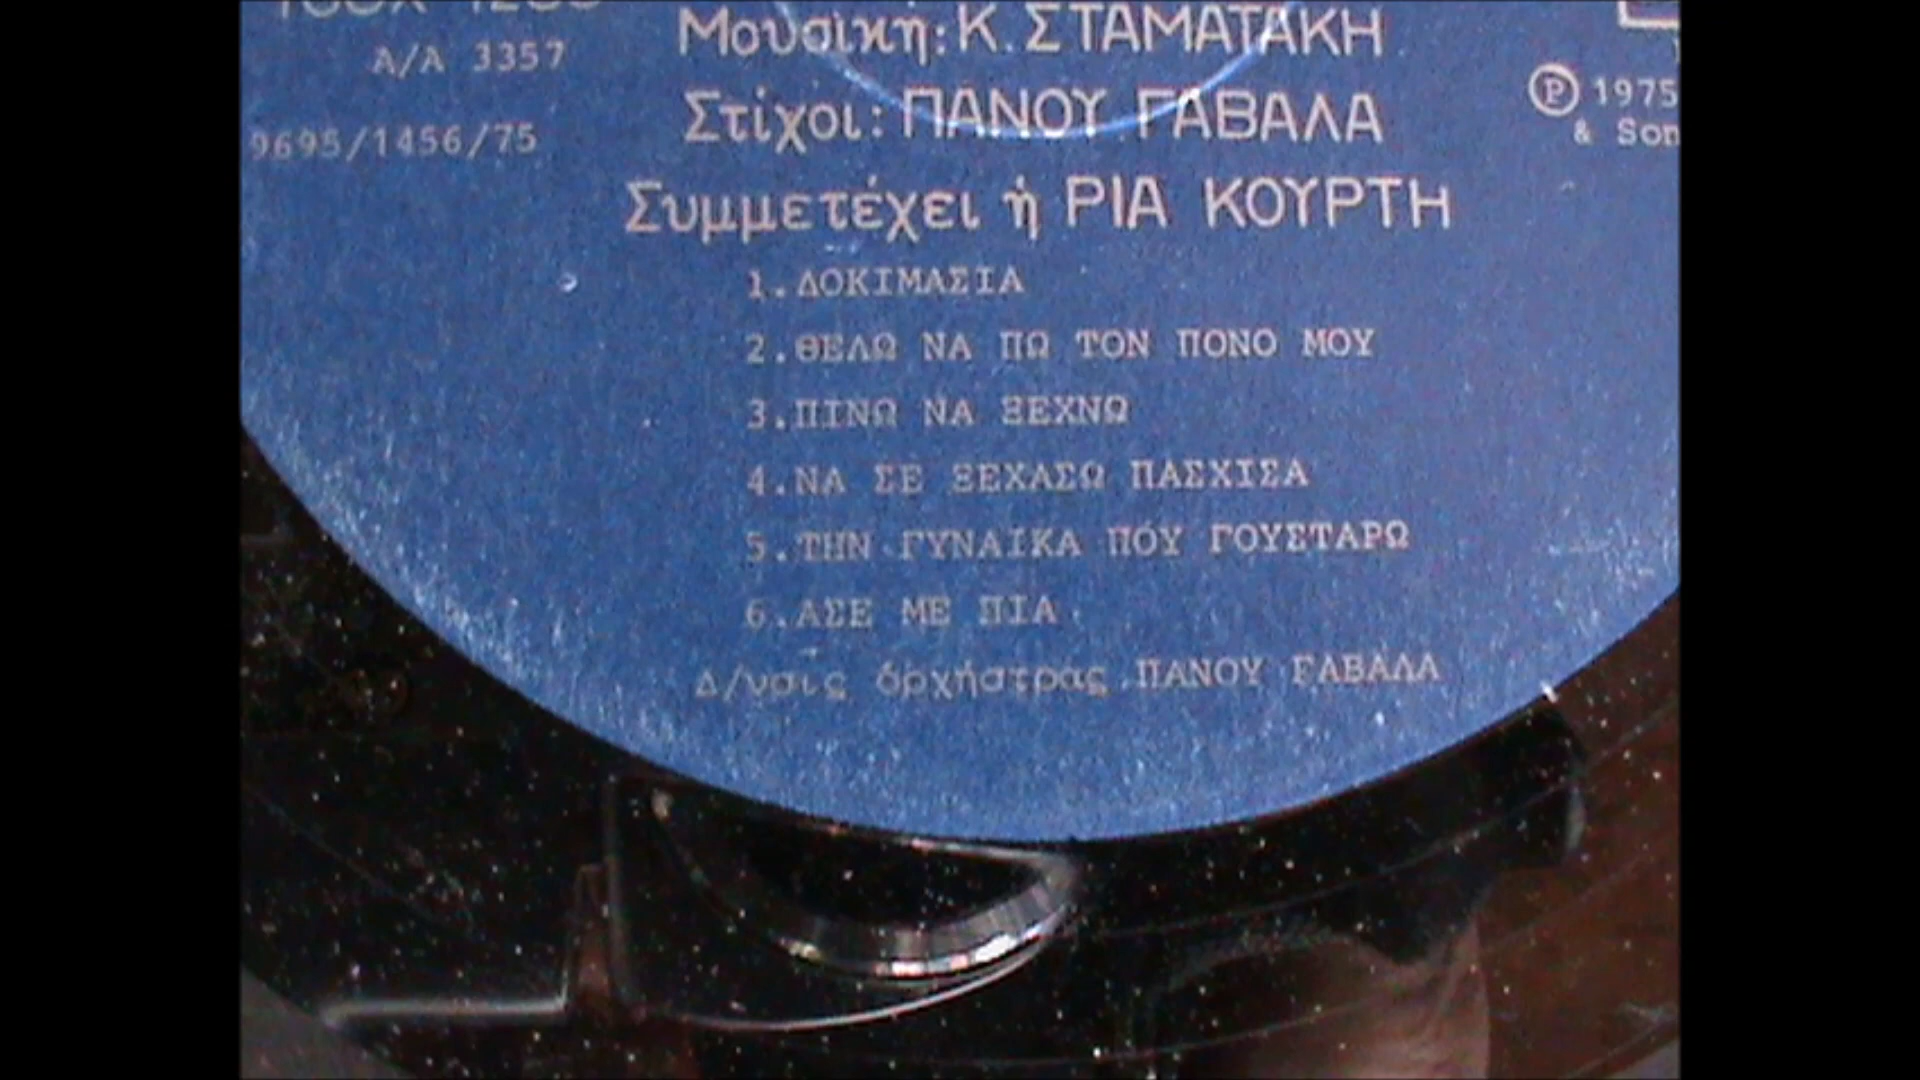 Α/Α 3357
9695/1456/75
Μουσικη: Κ. ΣΤΑΜΑΤΑΚΗ
Στίχοι: ΠΑΝΟΥ ΓΑΒΑΛΑ
Συμμετέχει ἡ ΡΙΑ ΚΟΥΡΤΗ
Ⓟ 1975
& Son
1.ΔΟΚΙΜΑΣΙΑ
2.ΘΕΛΩ ΝΑ ΠΩ ΤΟΝ ΠΟΝΟ ΜΟΥ
3.ΠΙΝΩ ΝΑ ΞΕΧΝΩ
4.ΝΑ ΣΕ ΞΕΧΑΣΩ ΠΑΣΧΙΣΑ
5.ΤΗΝ ΓΥΝΑΙΚΑ ΠΟΥ ΓΟΥΣΤΑΡΩ
6.ΑΣΕ ΜΕ ΠΙΑ
Δ/νσις ὀρχήστρας ΠΑΝΟΥ ΓΑΒΑΛΑ